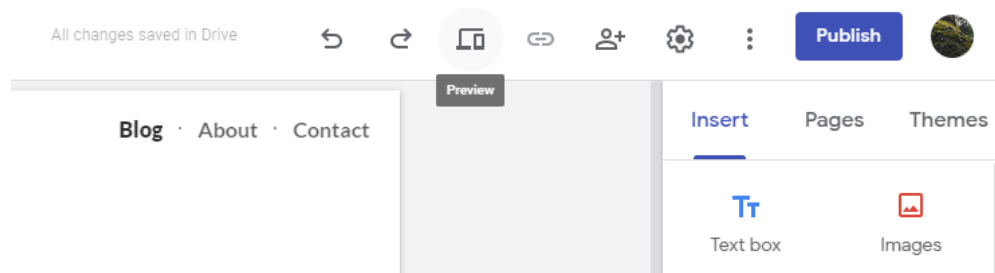 All changes saved in Drive
Publish
Preview
Blog · About · Contact
Insert Pages Themes
Text box Images